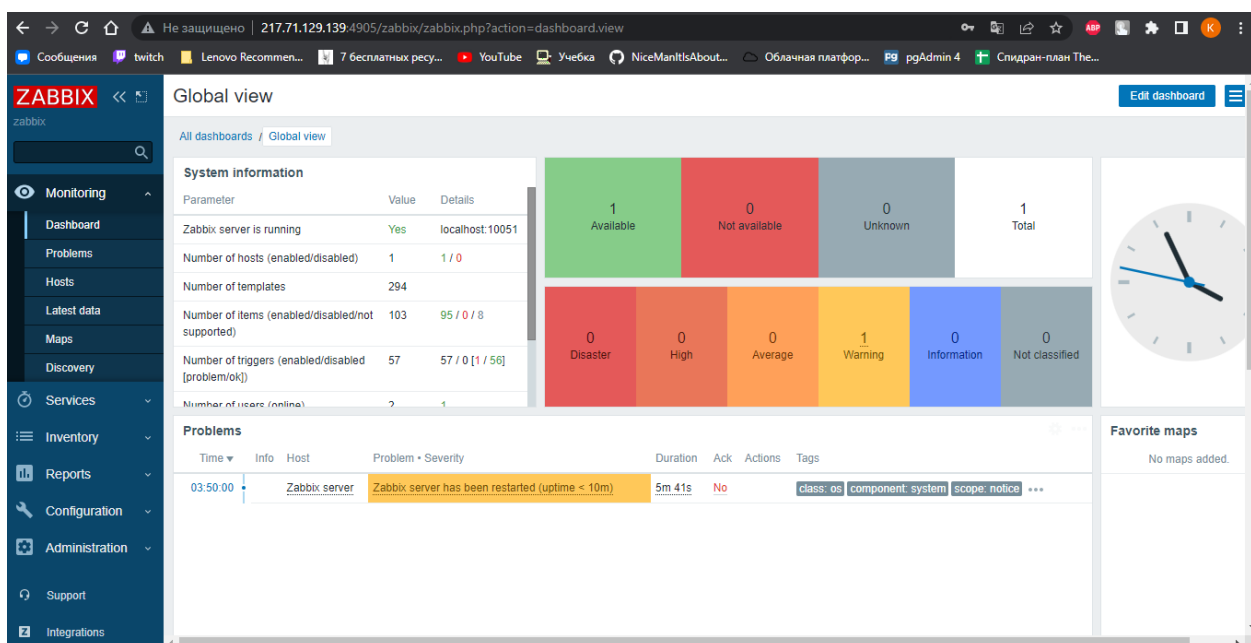 Не защищено | 217.71.129.139:4905/zabbix/zabbix.php?action=dashboard.view
ABP
K
Сообщения twitch Lenovo Recommen... 7 бесплатных ресу... YouTube Учебка NiceManItIsAbout... Облачная платфор... pgAdmin 4 Спидран-план The...
ZABBIX
zabbix
Global view
Edit dashboard
All dashboards / Global view
Monitoring
Dashboard
Problems
Hosts
Latest data
Maps
Discovery
Services
Inventory
Reports
Configuration
Administration
Support
Integrations
System information
Parameter Value Details
Zabbix server is running Yes localhost:10051
Number of hosts (enabled/disabled) 1 1 / 0
Number of templates 294
Number of items (enabled/disabled/not supported) 103 95 / 0 / 8
Number of triggers (enabled/disabled [problem/ok]) 57 57 / 0 [1 / 56]
Number of users (online) 2 1
1 Available
0 Not available
0 Unknown
1 Total
0 Disaster
0 High
0 Average
1 Warning
0 Information
0 Not classified
Problems
Time Info Host Problem • Severity Duration Ack Actions Tags
03:50:00 Zabbix server Zabbix server has been restarted (uptime < 10m) 5m 41s No class: os component: system scope: notice •••
Favorite maps
No maps added.